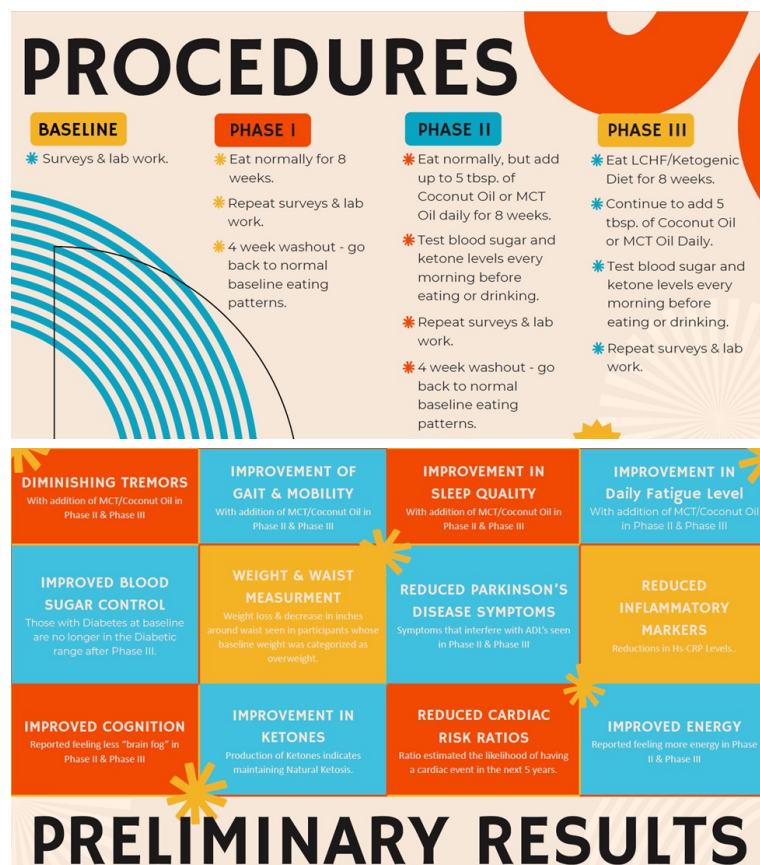 PROCEDURES
BASELINE
Surveys & lab work.
PHASE I
Eat normally for 8
weeks.
Repeat surveys & lab
work.
4 week washout - go
back to normal
baseline eating
patterns.
PHASE II
Eat normally, but add
up to 5 tbsp. of
Coconut Oil or MCT
Oil daily for 8 weeks.
Test blood sugar and
ketone levels every
morning before
eating or drinking.
Repeat surveys & lab
work.
4 week washout - go
back to normal
baseline eating
patterns.
PHASE III
Eat LCHF/Ketogenic
Diet for 8 weeks.
Continue to add 5
tbsp. of Coconut Oil
or MCT Oil Daily.
Test blood sugar and
ketone levels every
morning before
eating or drinking.
Repeat surveys & lab
work.
DIMINISHING TREMORS
With addition of MCT/Coconut Oil in
Phase II & Phase III
IMPROVEMENT OF
GAIT & MOBILITY
With addition of MCT/Coconut Oil in
Phase II & Phase III
IMPROVEMENT IN
SLEEP QUALITY
With addition of MCT/Coconut Oil in
Phase II & Phase III
IMPROVEMENT IN
Daily Fatigue Level
With addition of MCT/Coconut Oil
in Phase II & Phase III
IMPROVED BLOOD
SUGAR CONTROL
Those with Diabetes at baseline
are no longer in the Diabetic
range after Phase III.
WEIGHT & WAIST
MEASURMENT
Weight loss & decrease in inches
around waist seen in participants whose
baseline weight was categorized as
overweight.
REDUCED PARKINSON'S
DISEASE SYMPTOMS
Symptoms that interfere with ADL's seen
in Phase II & Phase III
REDUCED
INFLAMMATORY
MARKERS
Reductions in Hs-CRP Levels..
IMPROVED COGNITION
Reported feeling less "brain fog" in
Phase II & Phase III
IMPROVEMENT IN
KETONES
Production of Ketones indicates
maintaining Natural Ketosis.
REDUCED CARDIAC
RISK RATIOS
Ratio estimated the likelihood of having
a cardiac event in the next 5 years.
IMPROVED ENERGY
Reported feeling more energy in Phase
II & Phase III
PRELIMINARY RESULTS